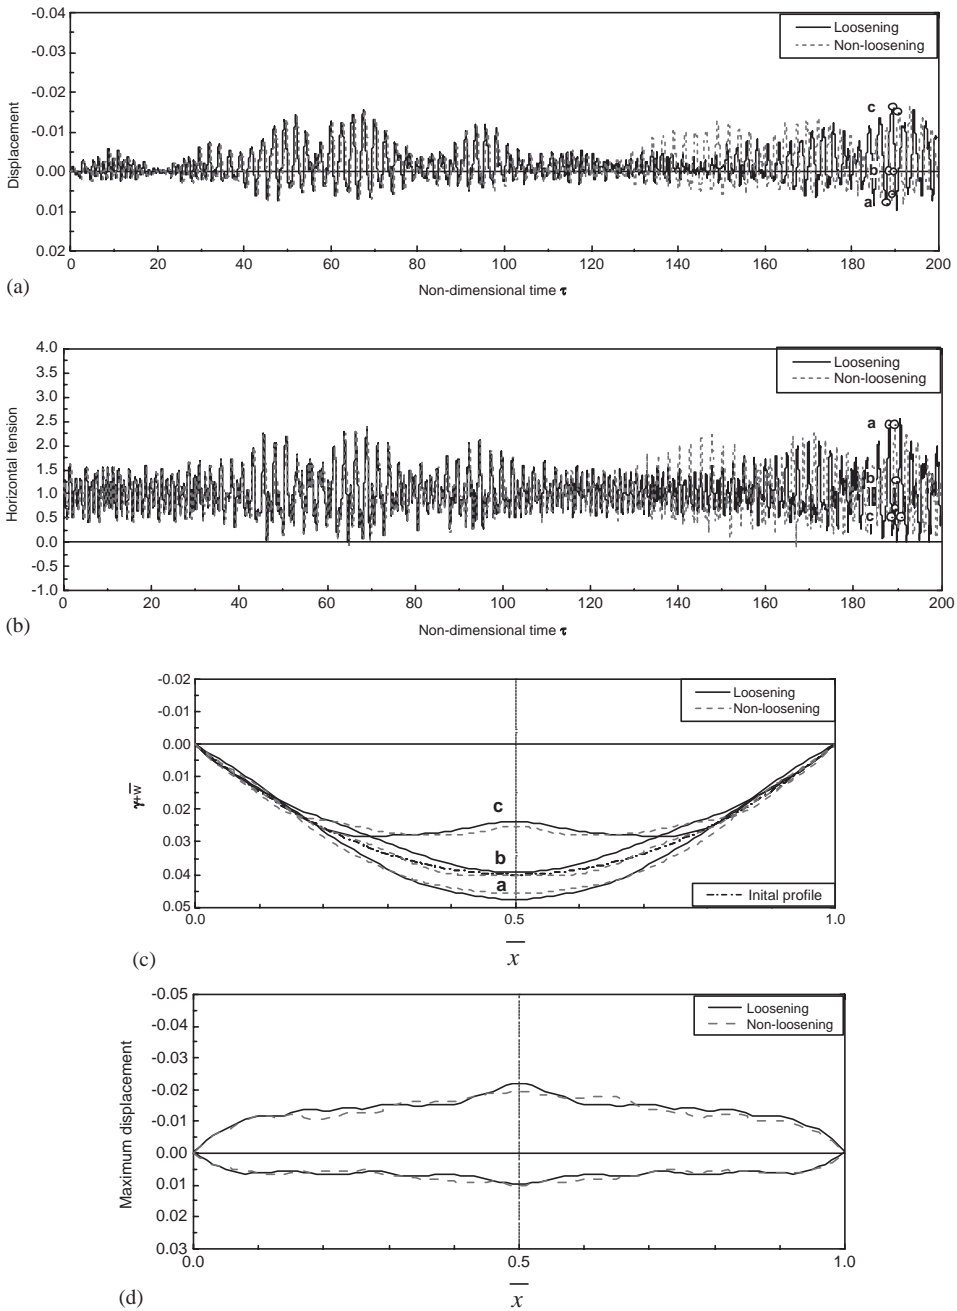 -0.04
-0.03
-0.02
-0.01
0.00
0.01
0.02
Displacement
Loosening
Non-loosening
c
b
a
0 20 40 60 80 100 120 140 160 180 200
Non-dimensional time τ
(a)
4.0
3.5
3.0
2.5
2.0
1.5
1.0
0.5
0.0
-0.5
-1.0
Horizontal tension
Loosening
Non-loosening
a
b
c
0 20 40 60 80 100 120 140 160 180 200
Non-dimensional time τ
(b)
-0.02
-0.01
0.00
0.01
0.02
0.03
0.04
0.05
γ+w̅
Loosening
Non-loosening
c
b
a
Inital profile
0.0 0.5 1.0
x̅
(c)
-0.05
-0.04
-0.03
-0.02
-0.01
0.00
0.01
0.02
0.03
Maximum displacement
Loosening
Non-loosening
0.0 0.5 1.0
x̅
(d)